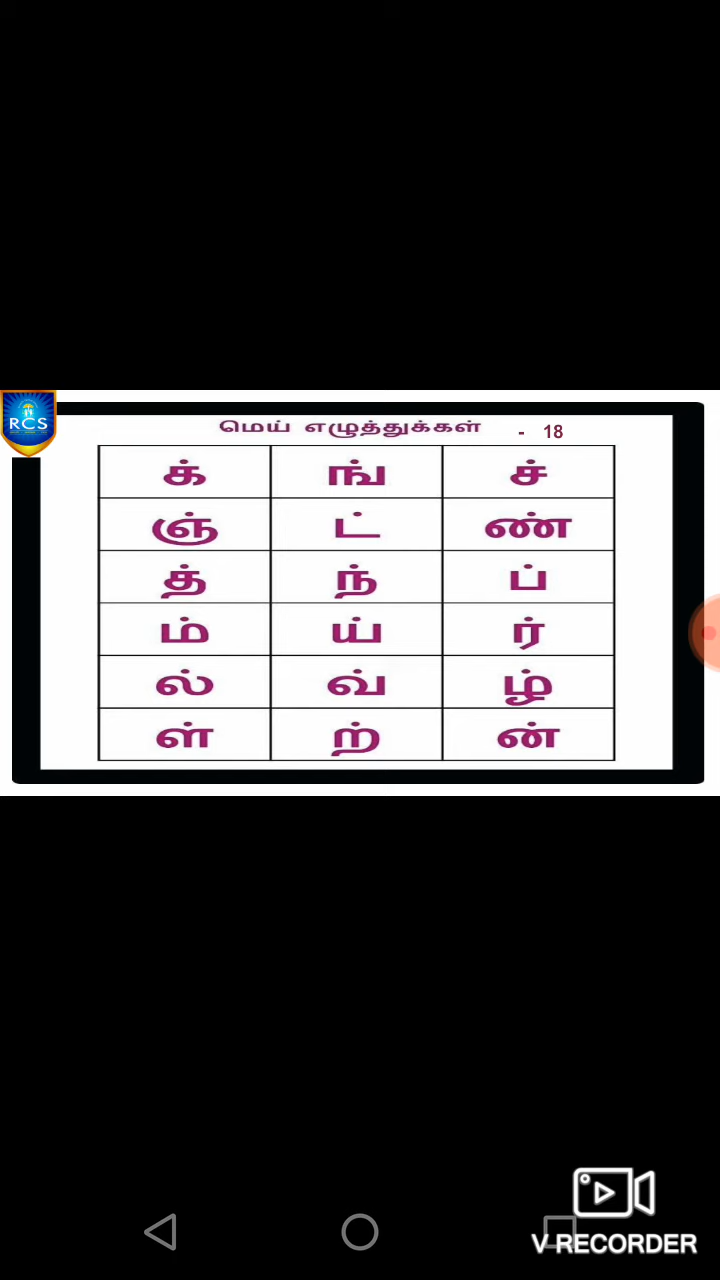 RCS
மெய் எழுத்துக்கள் - 18
க் ங் ச்
ஞ் ட் ண்
த் ந் ப்
ம் ய் ர்
ல் வ் ழ்
ள் ற் ன்
V RECORDER